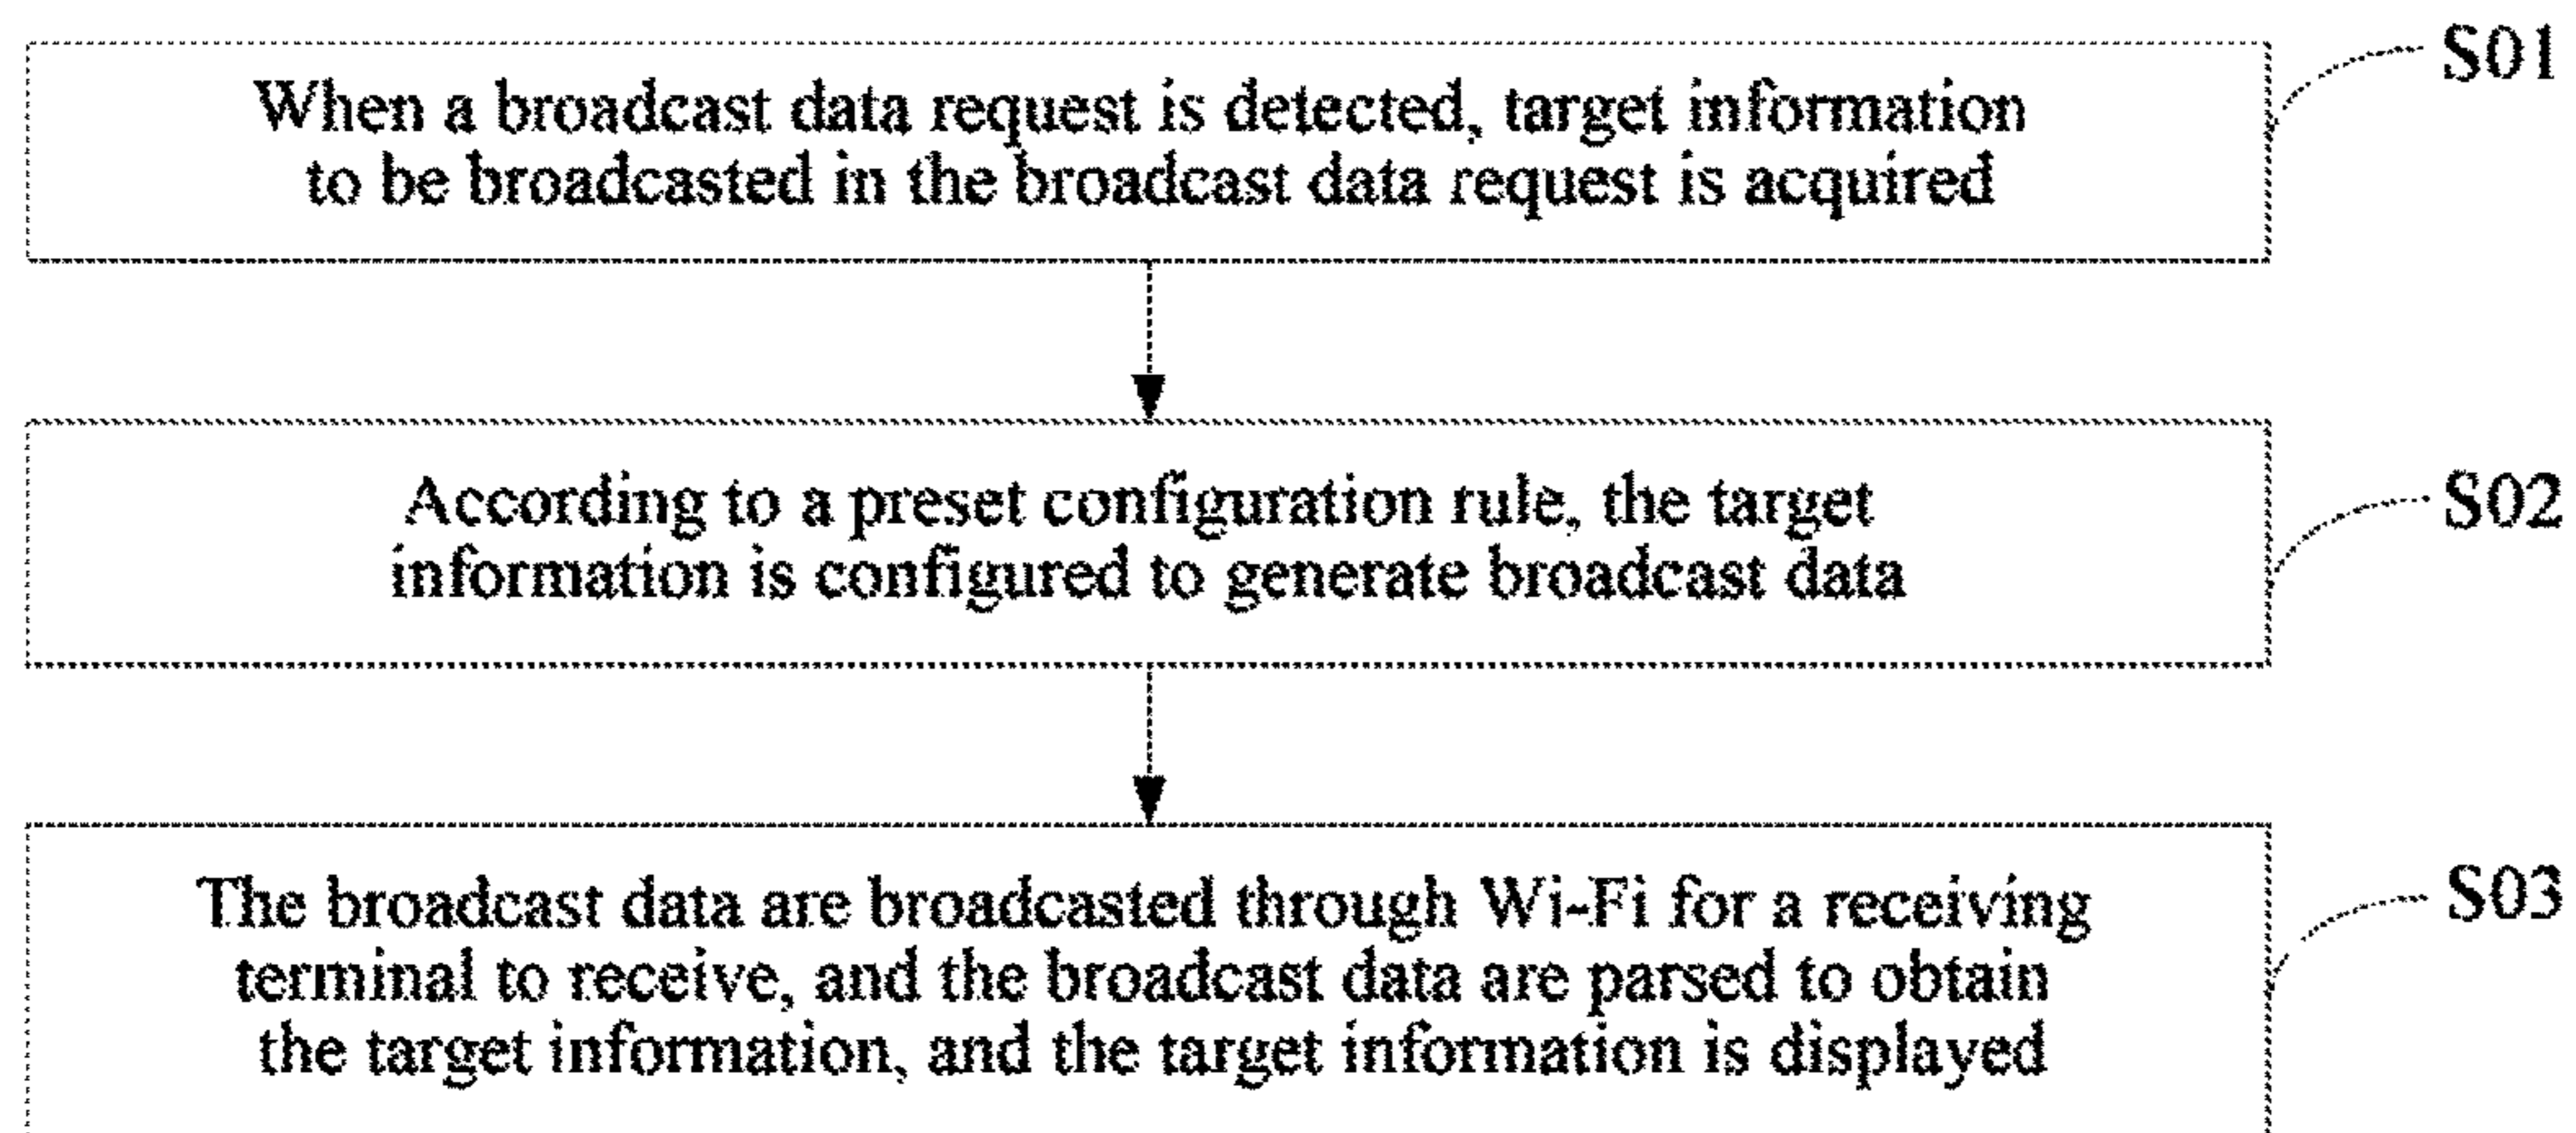 When a broadcast data request is detected, target information
to be broadcasted in the broadcast data request is acquired
S01
According to a preset configuration rule, the target
information is configured to generate broadcast data
S02
The broadcast data are broadcasted through Wi-Fi for a receiving
terminal to receive, and the broadcast data are parsed to obtain
the target information, and the target information is displayed
S03